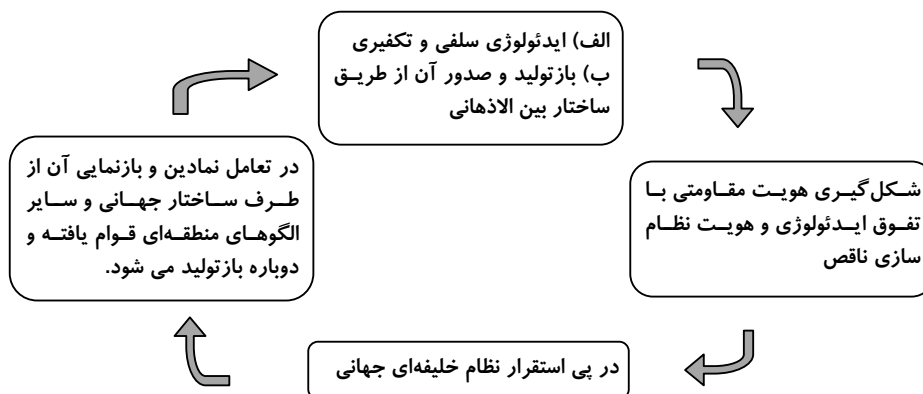 الف) ایدئولوژی سلفی و تکفیری
ب) بازتولید و صدور آن از طریق
ساختار بین الاذهانی
شکل‌گیری هویت مقاومتی با
تفوق ایدئولوژی و هویت نظام
سازی ناقص
در پی استقرار نظام خلیفه‌ای جهانی
در تعامل نمادین و بازنمایی آن از
طرف ساختار جهانی و سایر
الگوهای منطقه‌ای قوام یافته و
دوباره بازتولید می شود.